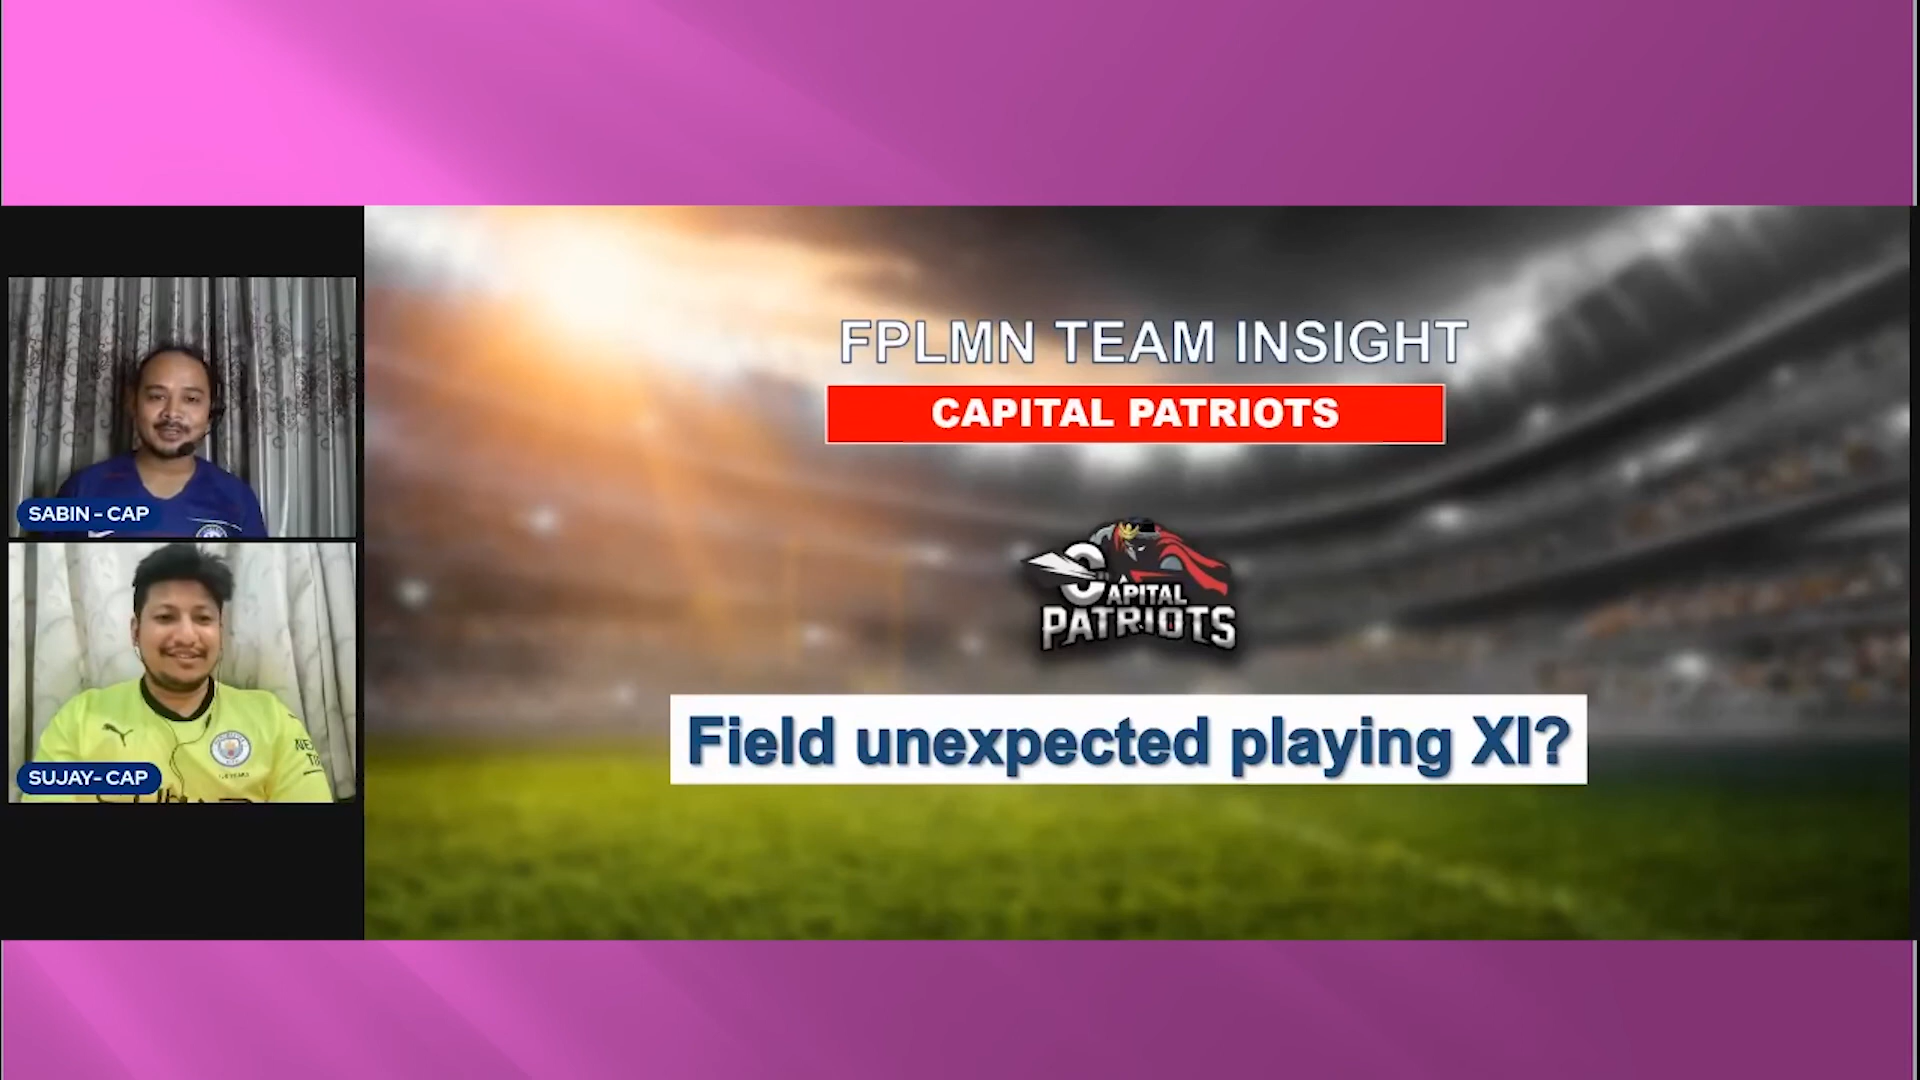 FPLMN TEAM INSIGHT
CAPITAL PATRIOTS
CAPITAL
PATRIOTS
Field unexpected playing XI?
SABIN - CAP
SUJAY- CAP